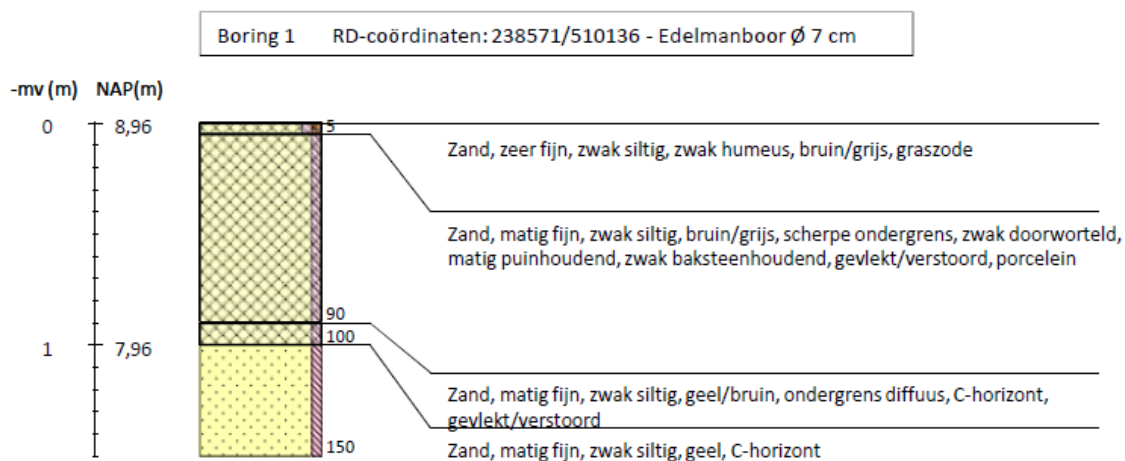 Boring 1 RD-coördinaten: 238571/510136 - Edelmanboor Ø 7 cm
-mv (m) NAP(m)
0 8,96
5
Zand, zeer fijn, zwak siltig, zwak humeus, bruin/grijs, graszode
Zand, matig fijn, zwak siltig, bruin/grijs, scherpe ondergrens, zwak doorworteld,
matig puinhoudend, zwak baksteenhoudend, gevlekt/verstoord, porcelein
90
100
1 7,96
Zand, matig fijn, zwak siltig, geel/bruin, ondergrens diffuus, C-horizont,
gevlekt/verstoord
150
Zand, matig fijn, zwak siltig, geel, C-horizont